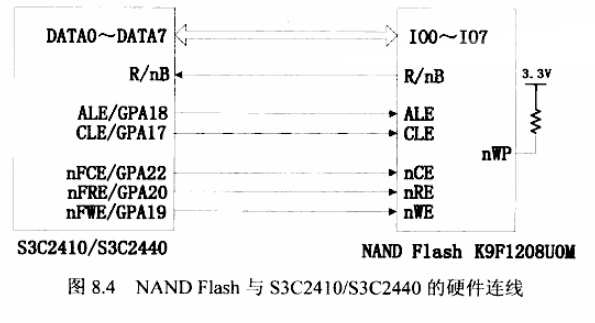 DATA0～DATA7 IO0～IO7
R/nB R/nB 3.3V
ALE/GPA18 ALE
CLE/GPA17 CLE
nWP
nFCE/GPA22 nCE
nFRE/GPA20 nRE
nFWE/GPA19 nWE
S3C2410/S3C2440 NAND Flash K9F1208U0M
图 8.4 NAND Flash 与 S3C2410/S3C2440 的硬件连线